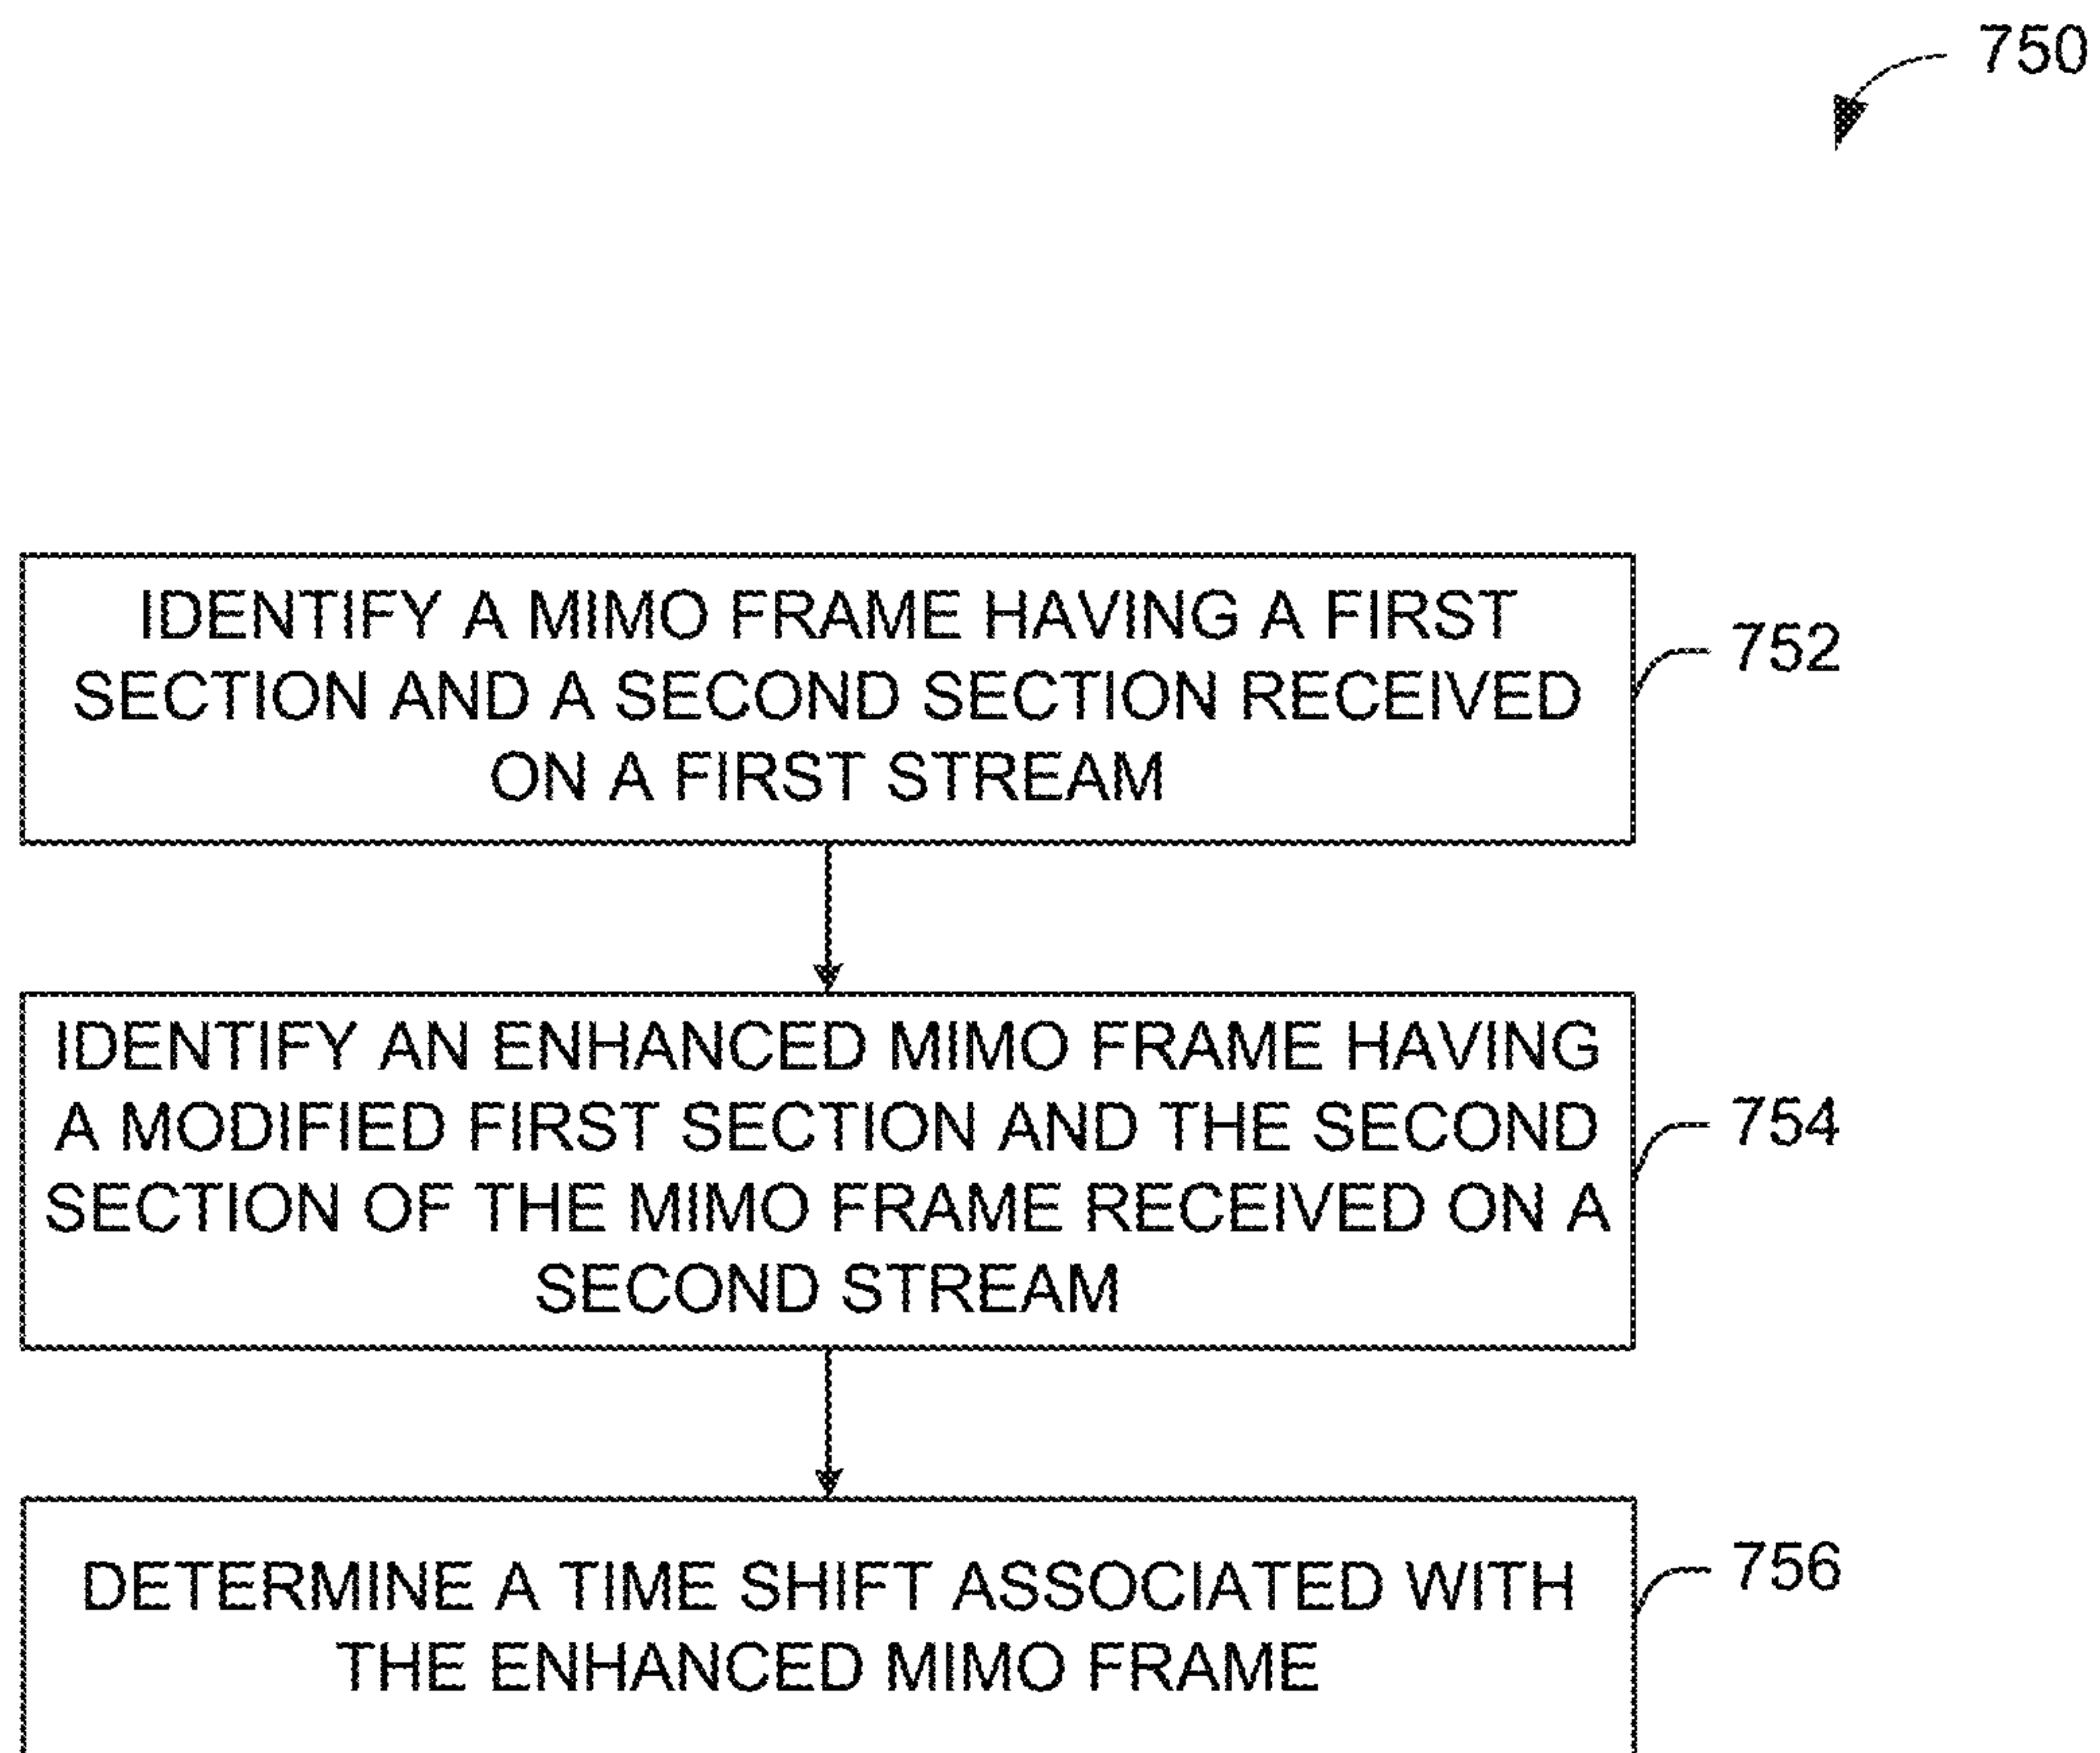 750
IDENTIFY A MIMO FRAME HAVING A FIRST
SECTION AND A SECOND SECTION RECEIVED
ON A FIRST STREAM
752
IDENTIFY AN ENHANCED MIMO FRAME HAVING
A MODIFIED FIRST SECTION AND THE SECOND
SECTION OF THE MIMO FRAME RECEIVED ON A
SECOND STREAM
754
DETERMINE A TIME SHIFT ASSOCIATED WITH
THE ENHANCED MIMO FRAME
756